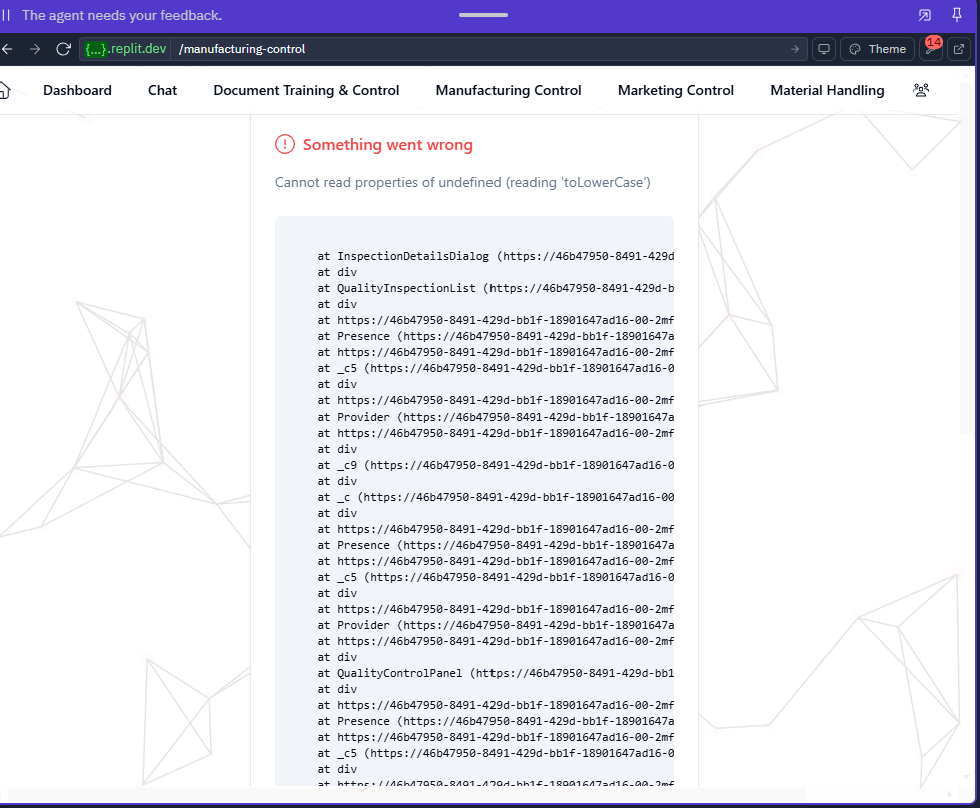 The agent needs your feedback.
{...}.replit.dev /manufacturing-control
Theme
14
Dashboard Chat Document Training & Control Manufacturing Control Marketing Control Material Handling
Something went wrong
Cannot read properties of undefined (reading 'toLowerCase')
at InspectionDetailsDialog (https://46b47950-8491-429d
at div
at QualityInspectionList (https://46b47950-8491-429d-b
at div
at https://46b47950-8491-429d-bb1f-18901647ad16-00-2mf
at Presence (https://46b47950-8491-429d-bb1f-18901647a
at https://46b47950-8491-429d-bb1f-18901647ad16-00-2mf
at _c5 (https://46b47950-8491-429d-bb1f-18901647ad16-0
at div
at https://46b47950-8491-429d-bb1f-18901647ad16-00-2mf
at Provider (https://46b47950-8491-429d-bb1f-18901647a
at https://46b47950-8491-429d-bb1f-18901647ad16-00-2mf
at div
at _c9 (https://46b47950-8491-429d-bb1f-18901647ad16-0
at div
at _c (https://46b47950-8491-429d-bb1f-18901647ad16-00
at div
at https://46b47950-8491-429d-bb1f-18901647ad16-00-2mf
at Presence (https://46b47950-8491-429d-bb1f-18901647a
at https://46b47950-8491-429d-bb1f-18901647ad16-00-2mf
at _c5 (https://46b47950-8491-429d-bb1f-18901647ad16-0
at div
at https://46b47950-8491-429d-bb1f-18901647ad16-00-2mf
at Provider (https://46b47950-8491-429d-bb1f-18901647a
at https://46b47950-8491-429d-bb1f-18901647ad16-00-2mf
at div
at QualityControlPanel (https://46b47950-8491-429d-bb1
at div
at https://46b47950-8491-429d-bb1f-18901647ad16-00-2mf
at Presence (https://46b47950-8491-429d-bb1f-18901647a
at https://46b47950-8491-429d-bb1f-18901647ad16-00-2mf
at _c5 (https://46b47950-8491-429d-bb1f-18901647ad16-0
at div
at https://46b47950-8491-429d-bb1f-18901647ad16-00-2mf